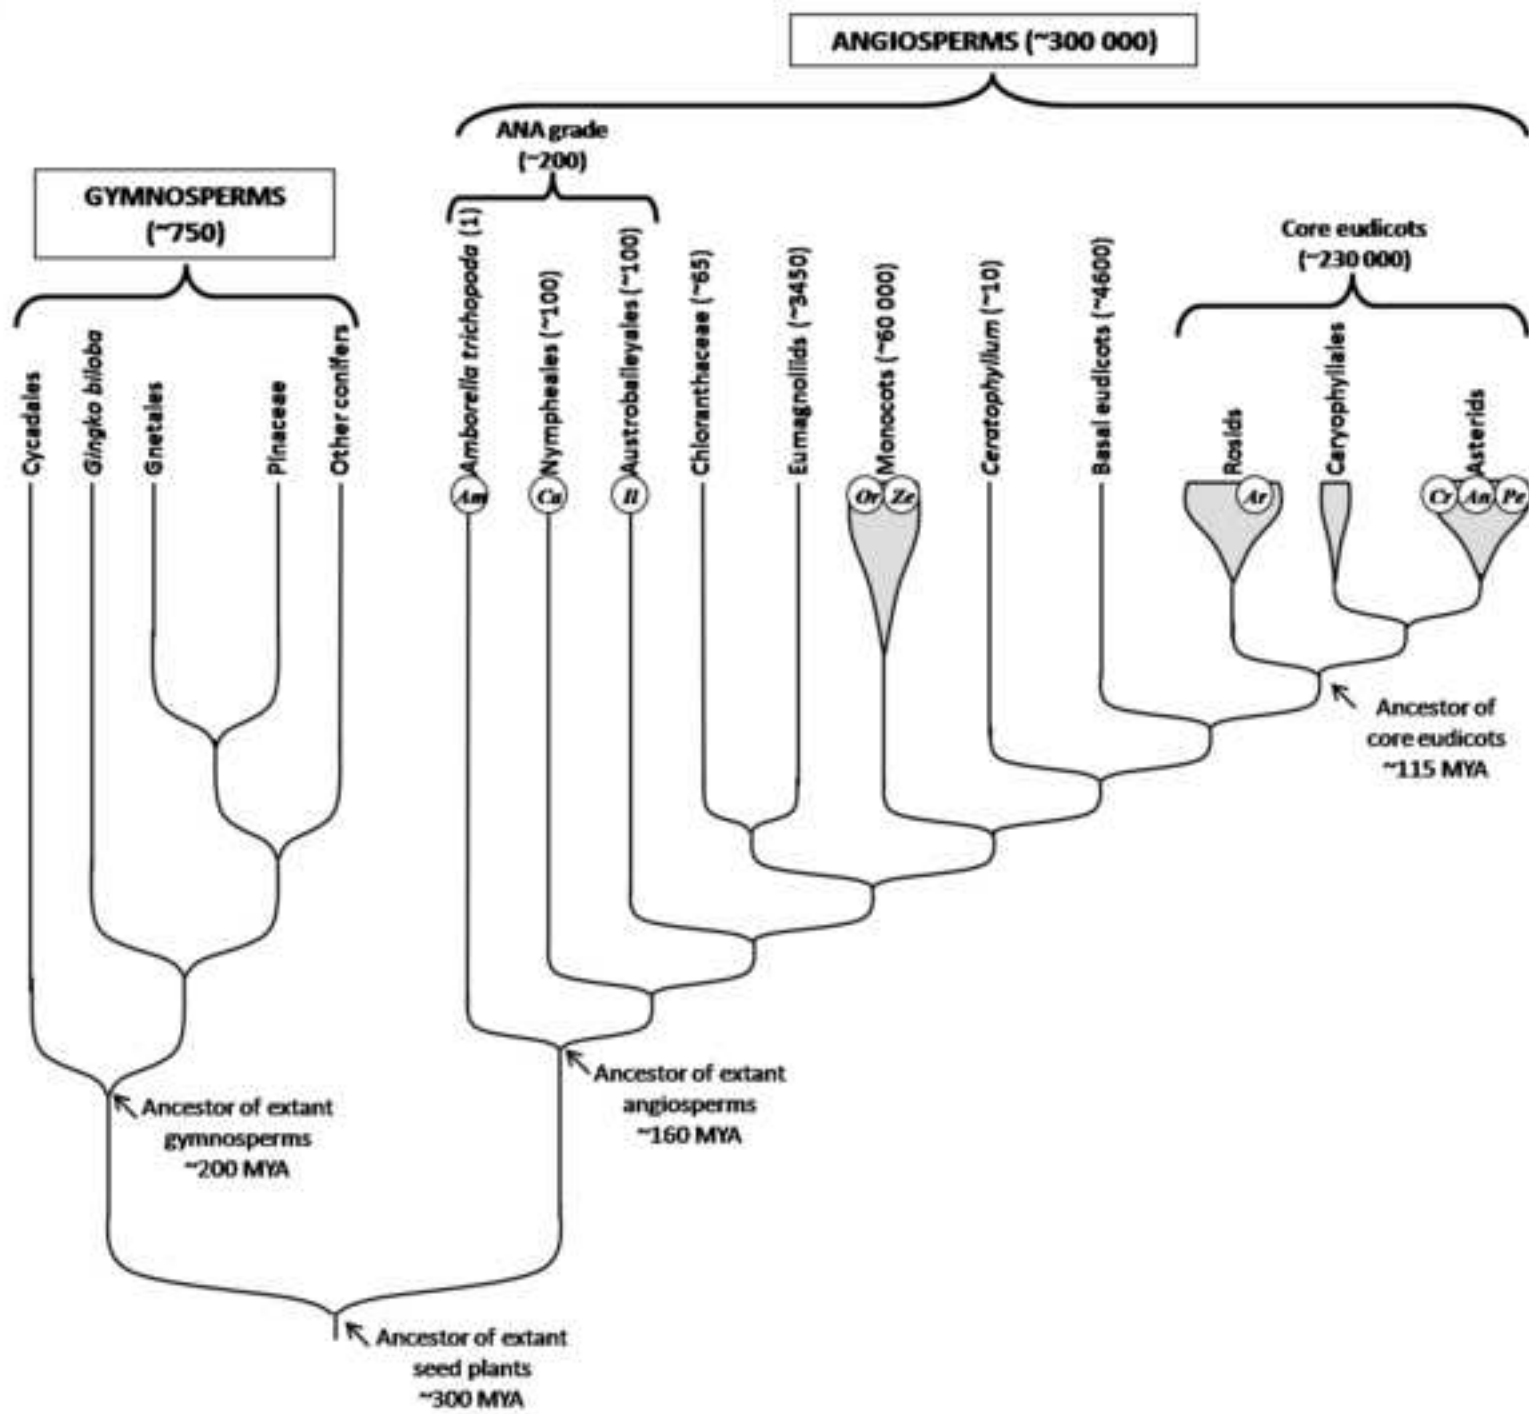 ANGIOSPERMS (~300 000)
ANA grade
(~200)
GYMNOSPERMS
(~750)
Core eudicots
(~230 000)
Cycadales
Gingko biloba
Gnetales
Pinaceae
Other conifers
Amborella trichopoda (1)
Nympheales (~100)
Austrobaileyales (~100)
Chloranthaceae (~65)
Eumagnoliids (~3450)
Monocots (~60 000)
Ceratophyllum (~10)
Basal eudicots (~4600)
Rosids
Caryophyllales
Asterids
Am
Ca
Il
Or
Ze
Ar
Cr
An
Pe
Ancestor of
core eudicots
~115 MYA
Ancestor of extant
angiosperms
~160 MYA
Ancestor of extant
gymnosperms
~200 MYA
Ancestor of extant
seed plants
~300 MYA